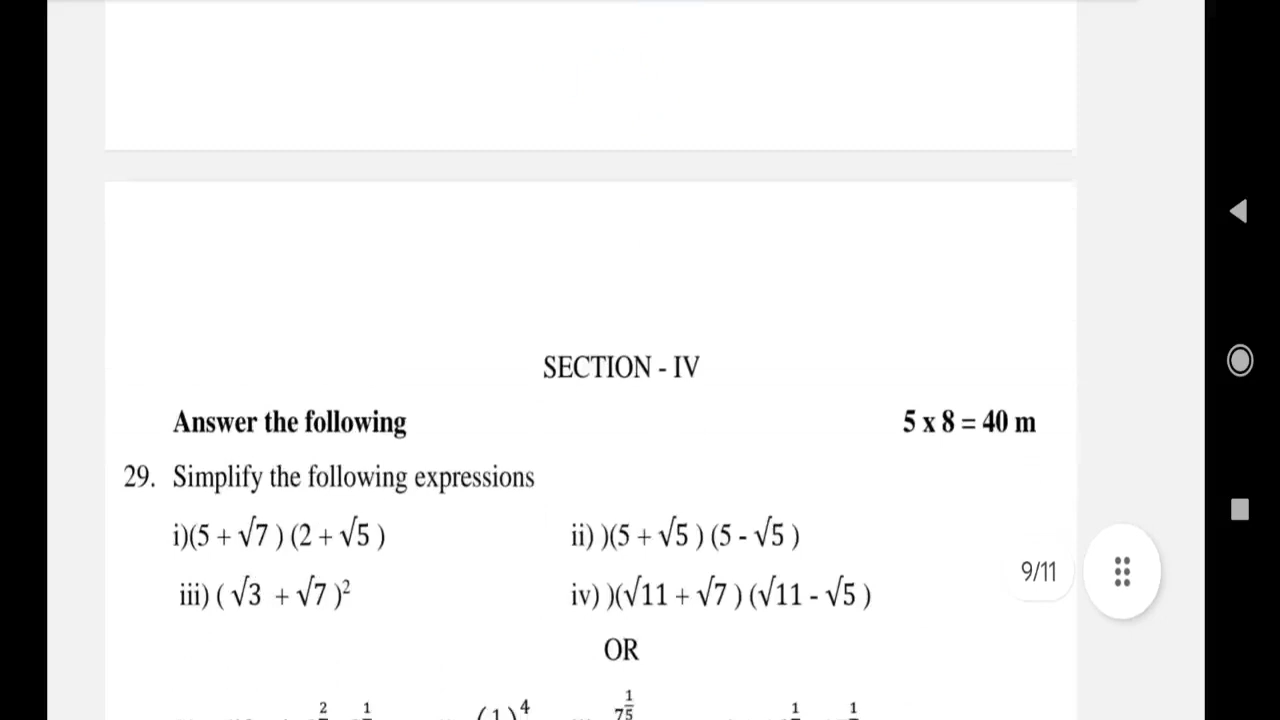 SECTION - IV
Answer the following 5 x 8 = 40 m
29. Simplify the following expressions
i)(5 + √7 ) (2 + √5 ) ii) )(5 + √5 ) (5 - √5 )
iii) ( √3 + √7 )² iv) )(√11 + √7 ) (√11 - √5 )
9/11
OR